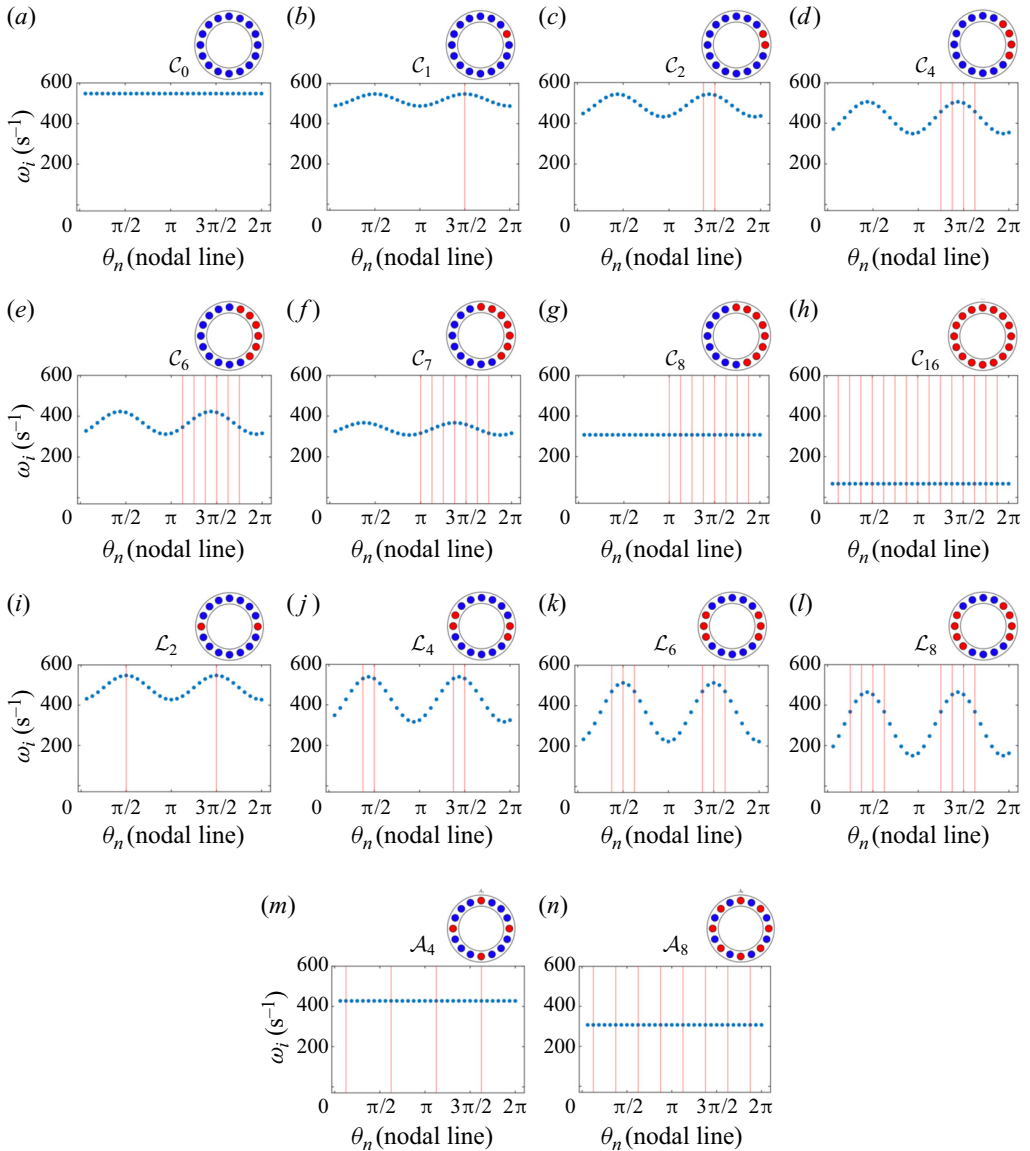 (a) (b) (c) (d)
𝒞0 𝒞1 𝒞2 𝒞4
600 600 600 600
400 400 400 400
200 200 200 200
ωi (s−1)
0 π/2 π 3π/2 2π 0 π/2 π 3π/2 2π 0 π/2 π 3π/2 2π 0 π/2 π 3π/2 2π
θn (nodal line) θn (nodal line) θn (nodal line) θn (nodal line)
(e) (f) (g) (h)
𝒞6 𝒞7 𝒞8 𝒞16
600 600 600 600
400 400 400 400
200 200 200 200
ωi (s−1)
0 π/2 π 3π/2 2π 0 π/2 π 3π/2 2π 0 π/2 π 3π/2 2π 0 π/2 π 3π/2 2π
θn (nodal line) θn (nodal line) θn (nodal line) θn (nodal line)
(i) (j) (k) (l)
ℒ2 ℒ4 ℒ6 ℒ8
600 600 600 600
400 400 400 400
200 200 200 200
ωi (s−1)
0 π/2 π 3π/2 2π 0 π/2 π 3π/2 2π 0 π/2 π 3π/2 2π 0 π/2 π 3π/2 2π
θn (nodal line) θn (nodal line) θn (nodal line) θn (nodal line)
(m) (n)
𝒜4 𝒜8
600 600
400 400
200 200
ωi (s−1) ωi (s−1)
0 π/2 π 3π/2 2π 0 π/2 π 3π/2 2π
θn (nodal line) θn (nodal line)